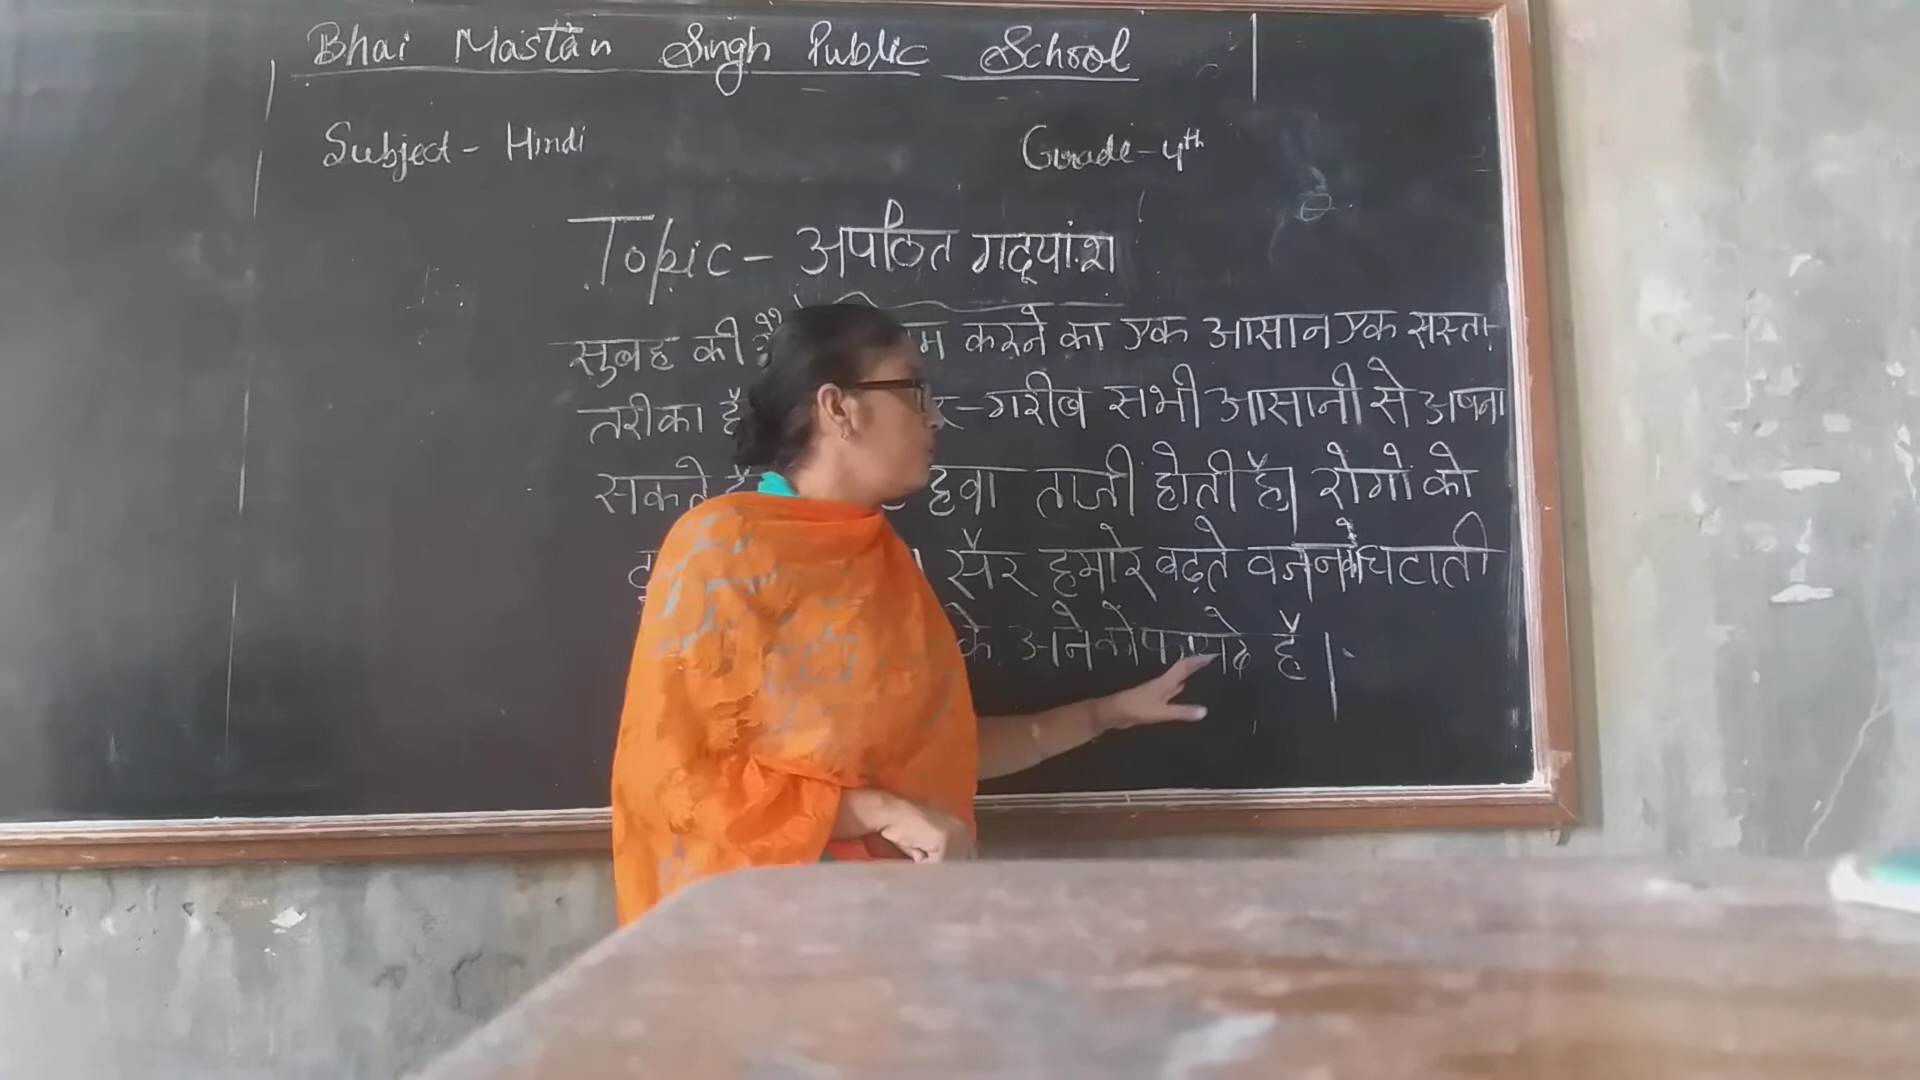 Bhai Mastan Singh Public School
Subject - Hindi
Grade - 4th
Topic - अपठित गद्यांश
सुबह की करने का एक आसान एक सस्ता
तरीका है -गरीब सभी आसानी से अपना
सकते हवा ताजी होती है। रोगो को
सैर हमारे बढ़ते वजन को घटाती
के अनेको फायदे है।